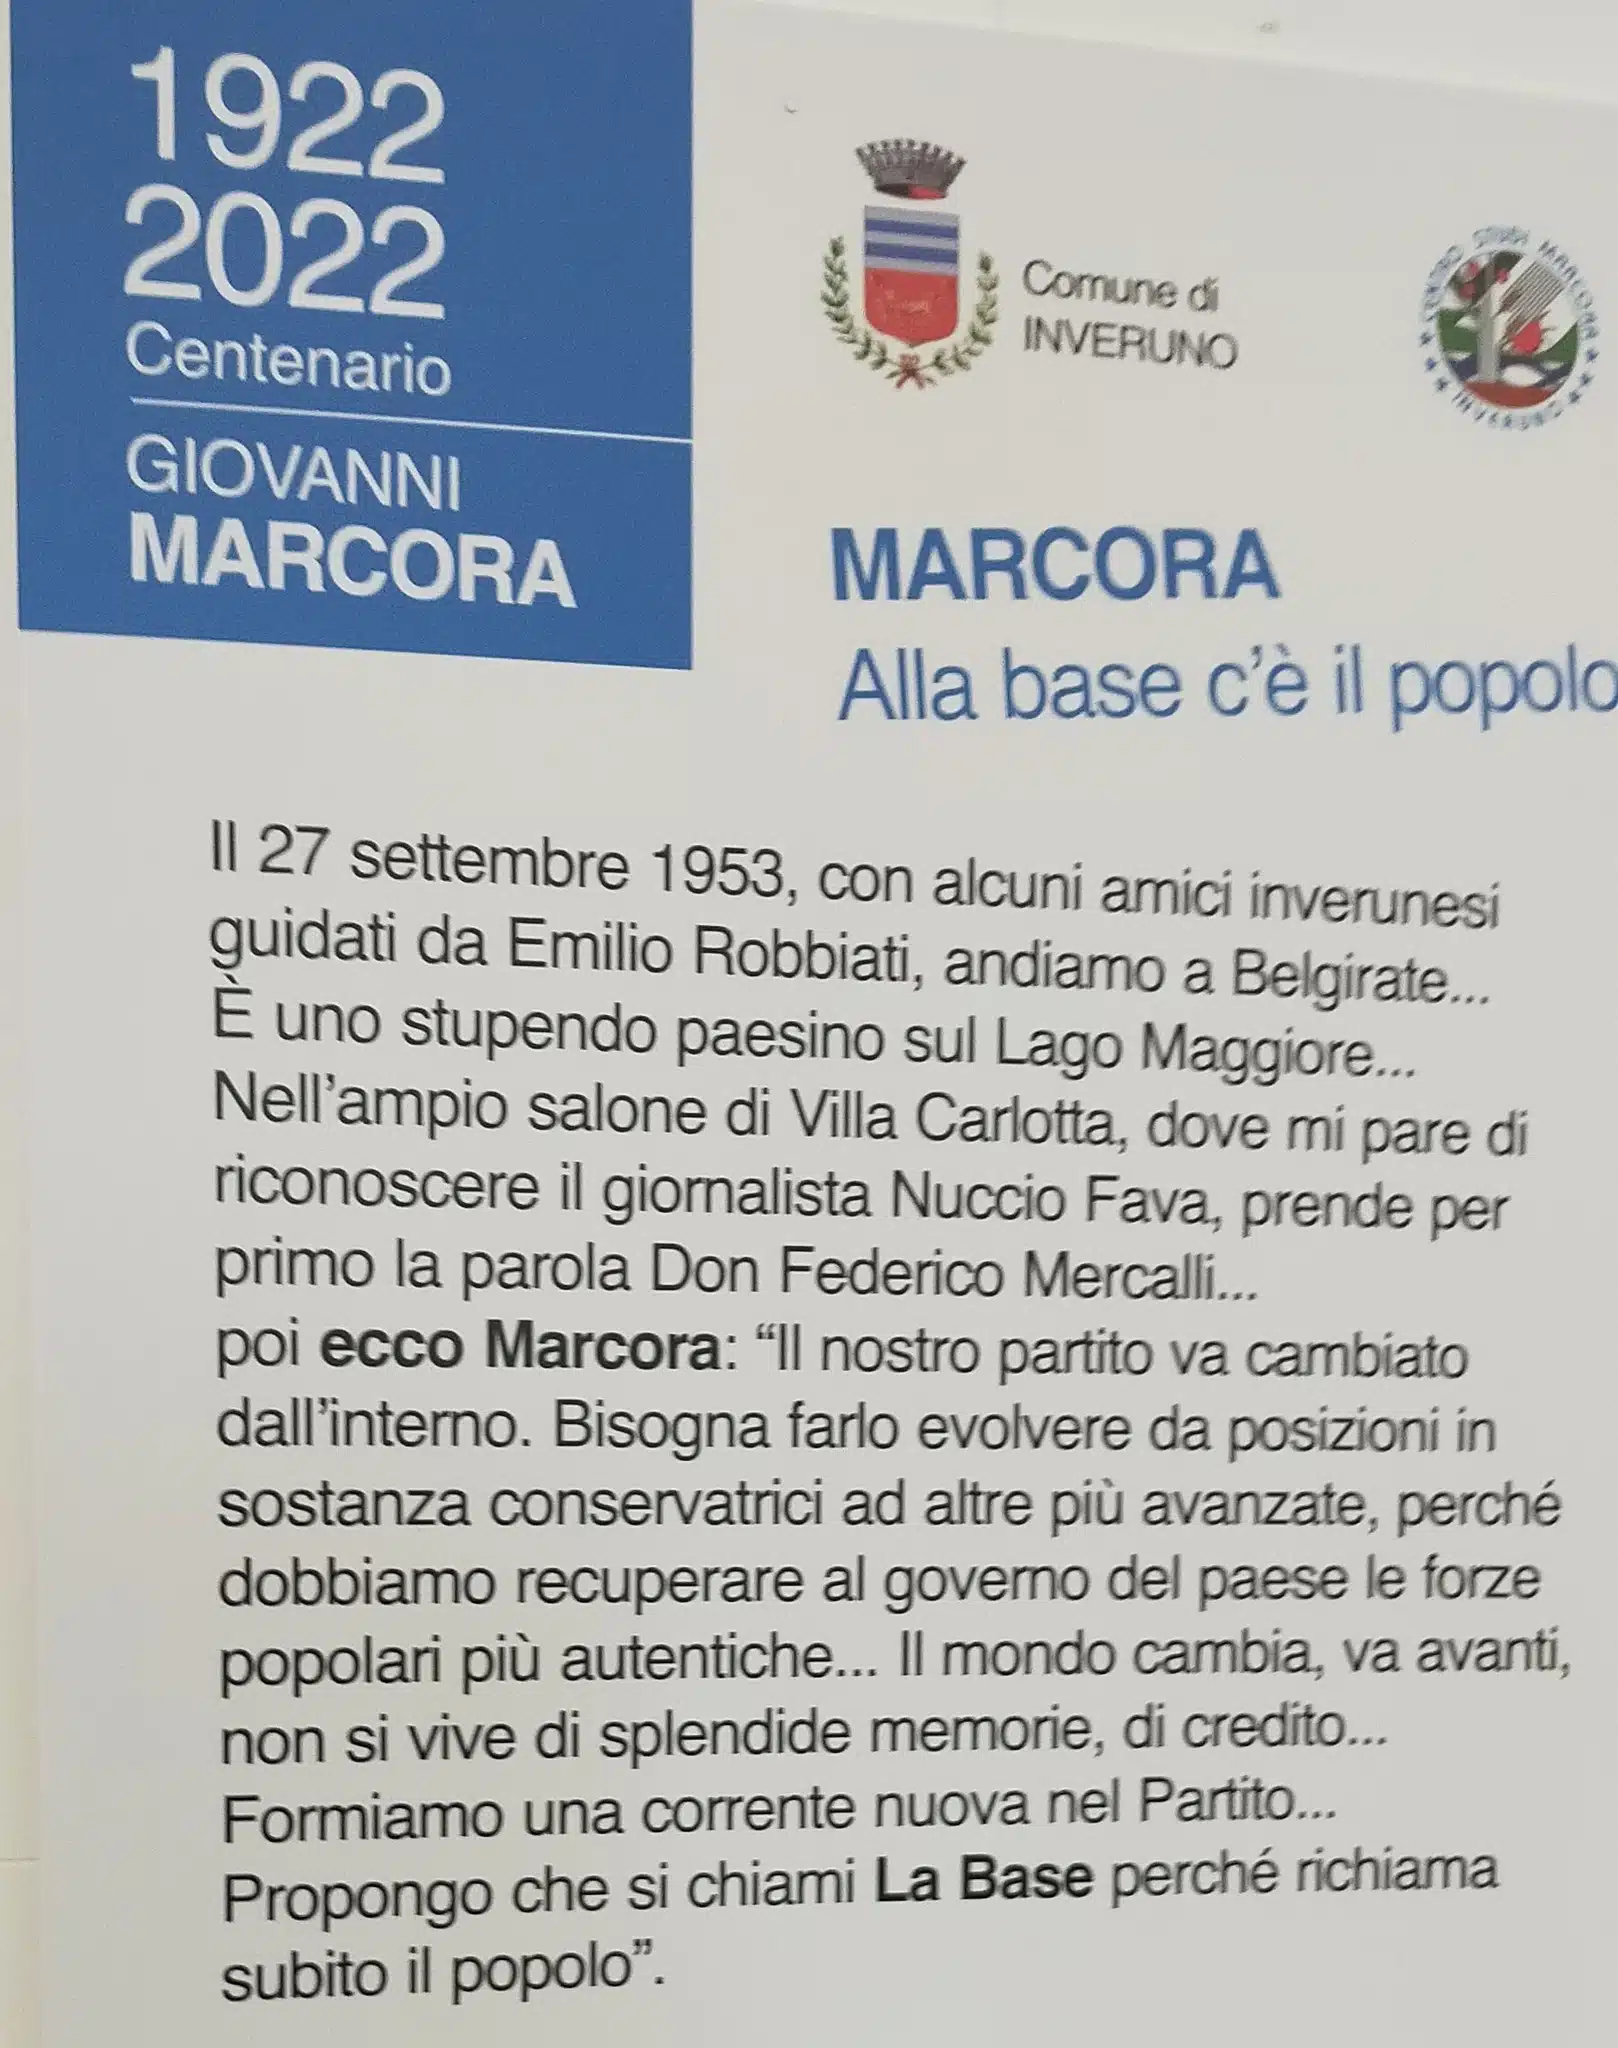 1922
2022
Centenario
GIOVANNI
MARCORA
Comune di
INVERUNO
CENTRO STUDI MARCORA
INVERUNO
MARCORA
Alla base c'è il popolo
Il 27 settembre 1953, con alcuni amici inverunesi
guidati da Emilio Robbiati, andiamo a Belgirate...
È uno stupendo paesino sul Lago Maggiore...
Nell'ampio salone di Villa Carlotta, dove mi pare di
riconoscere il giornalista Nuccio Fava, prende per
primo la parola Don Federico Mercalli...
poi ecco Marcora: “Il nostro partito va cambiato
dall'interno. Bisogna farlo evolvere da posizioni in
sostanza conservatrici ad altre più avanzate, perché
dobbiamo recuperare al governo del paese le forze
popolari più autentiche... Il mondo cambia, va avanti,
non si vive di splendide memorie, di credito...
Formiamo una corrente nuova nel Partito...
Propongo che si chiami La Base perché richiama
subito il popolo”.